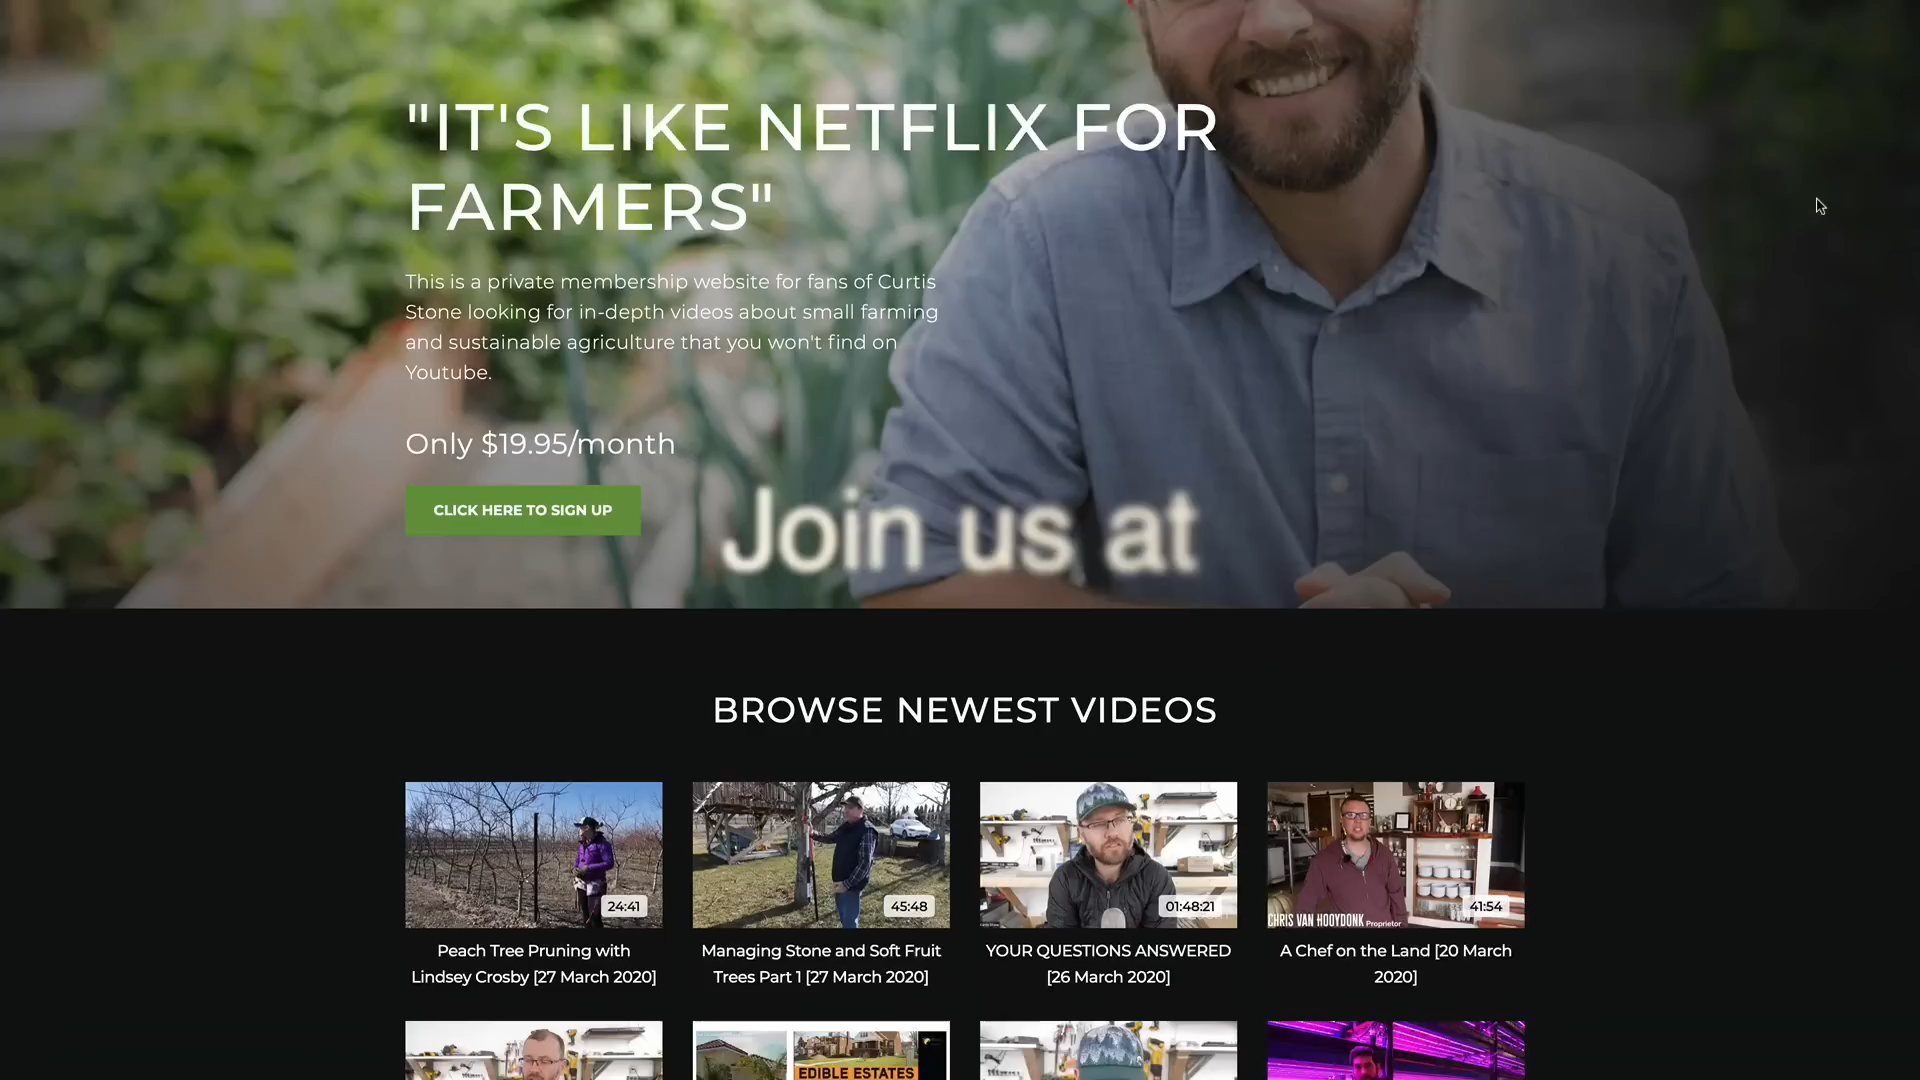 "IT'S LIKE NETFLIX FOR
FARMERS"
This is a private membership website for fans of Curtis
Stone looking for in-depth videos about small farming
and sustainable agriculture that you won't find on
Youtube.
Only $19.95/month
CLICK HERE TO SIGN UP
Join us at
BROWSE NEWEST VIDEOS
24:41
45:48
01:48:21
41:54
CHRIS VAN HOOYDONK Proprietor
Peach Tree Pruning with
Lindsey Crosby [27 March 2020]
Managing Stone and Soft Fruit
Trees Part 1 [27 March 2020]
YOUR QUESTIONS ANSWERED
[26 March 2020]
A Chef on the Land [20 March
2020]
EDIBLE ESTATES